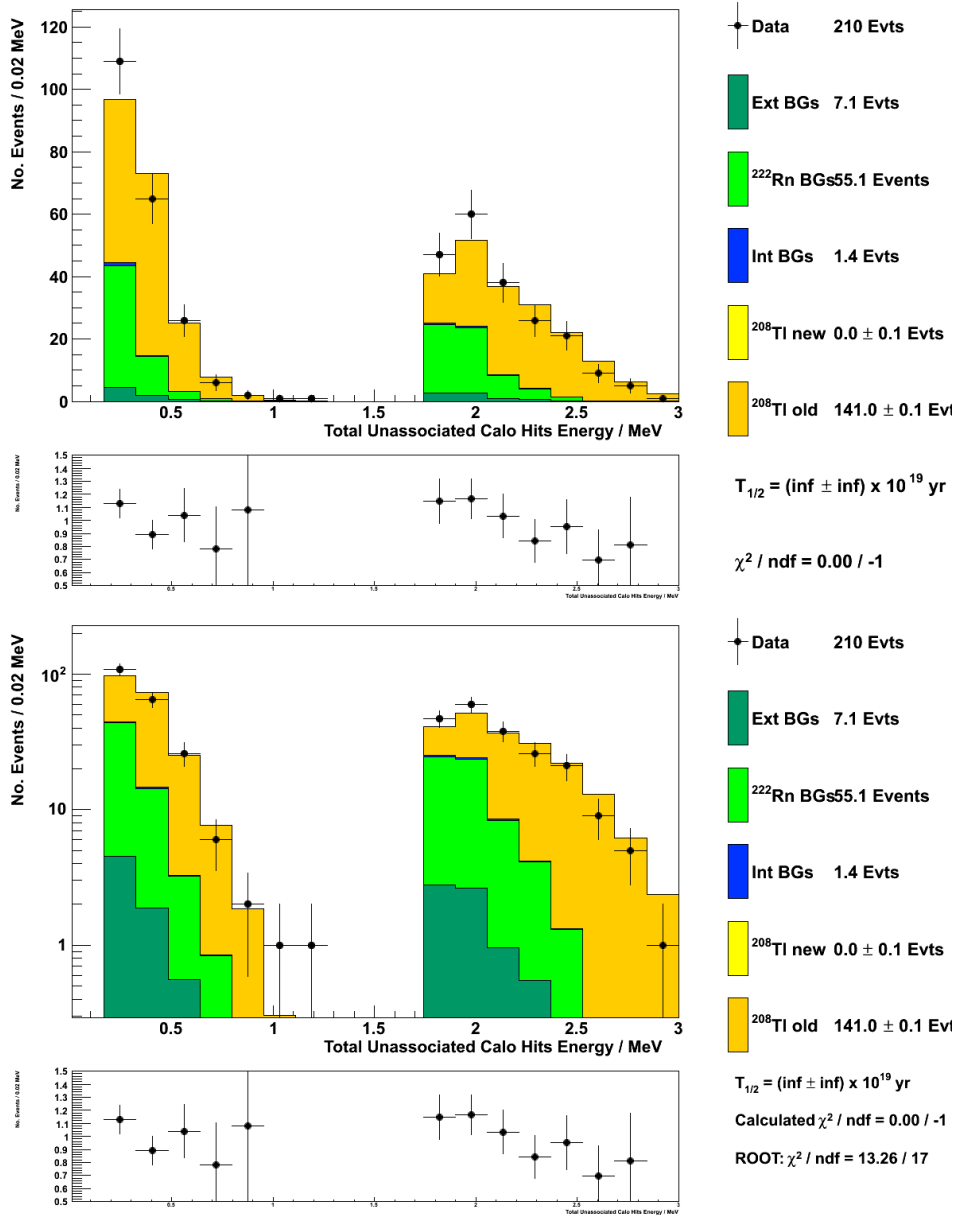 No. Events / 0.02 MeV
120
100
80
60
40
20
0
0.5
1
1.5
2
2.5
3
Total Unassociated Calo Hits Energy / MeV
Data 210 Evts
Ext BGs 7.1 Evts
²²²Rn BGs 55.1 Events
Int BGs 1.4 Evts
²⁰⁸Tl new 0.0 ± 0.1 Evts
²⁰⁸Tl old 141.0 ± 0.1 Evt
No. Events / 0.02 MeV
1.5
1.4
1.3
1.2
1.1
1.0
0.9
0.8
0.7
0.6
0.5
0.5
1
1.5
2
2.5
3
Total Unassociated Calo Hits Energy / MeV
T₁/₂ = (inf ± inf) x 10¹⁹ yr
χ² / ndf = 0.00 / -1
No. Events / 0.02 MeV
10²
10
1
0.5
1
1.5
2
2.5
3
Total Unassociated Calo Hits Energy / MeV
Data 210 Evts
Ext BGs 7.1 Evts
²²²Rn BGs 55.1 Events
Int BGs 1.4 Evts
²⁰⁸Tl new 0.0 ± 0.1 Evts
²⁰⁸Tl old 141.0 ± 0.1 Evt
No. Events / 0.02 MeV
1.5
1.4
1.3
1.2
1.1
1.0
0.9
0.8
0.7
0.6
0.5
0.5
1
1.5
2
2.5
3
Total Unassociated Calo Hits Energy / MeV
T₁/₂ = (inf ± inf) x 10¹⁹ yr
Calculated χ² / ndf = 0.00 / -1
ROOT: χ² / ndf = 13.26 / 17